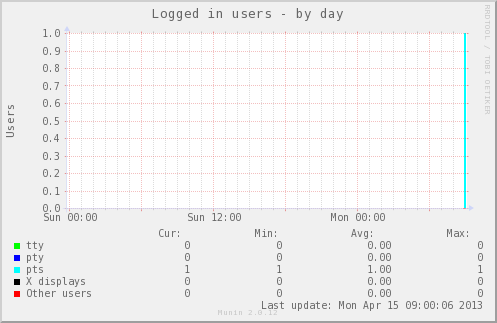 Logged in users - by day
RRDTOOL / TOBI OETIKER
Users
1.0
0.9
0.8
0.7
0.6
0.5
0.4
0.3
0.2
0.1
0.0
Sun 00:00 Sun 12:00 Mon 00:00
Cur: Min: Avg: Max:
tty 0 0 0.00 0
pty 0 0 0.00 0
pts 1 1 1.00 1
X displays 0 0 0.00 0
Other users 0 0 0.00 0
Last update: Mon Apr 15 09:00:06 2013
Munin 2.0.12